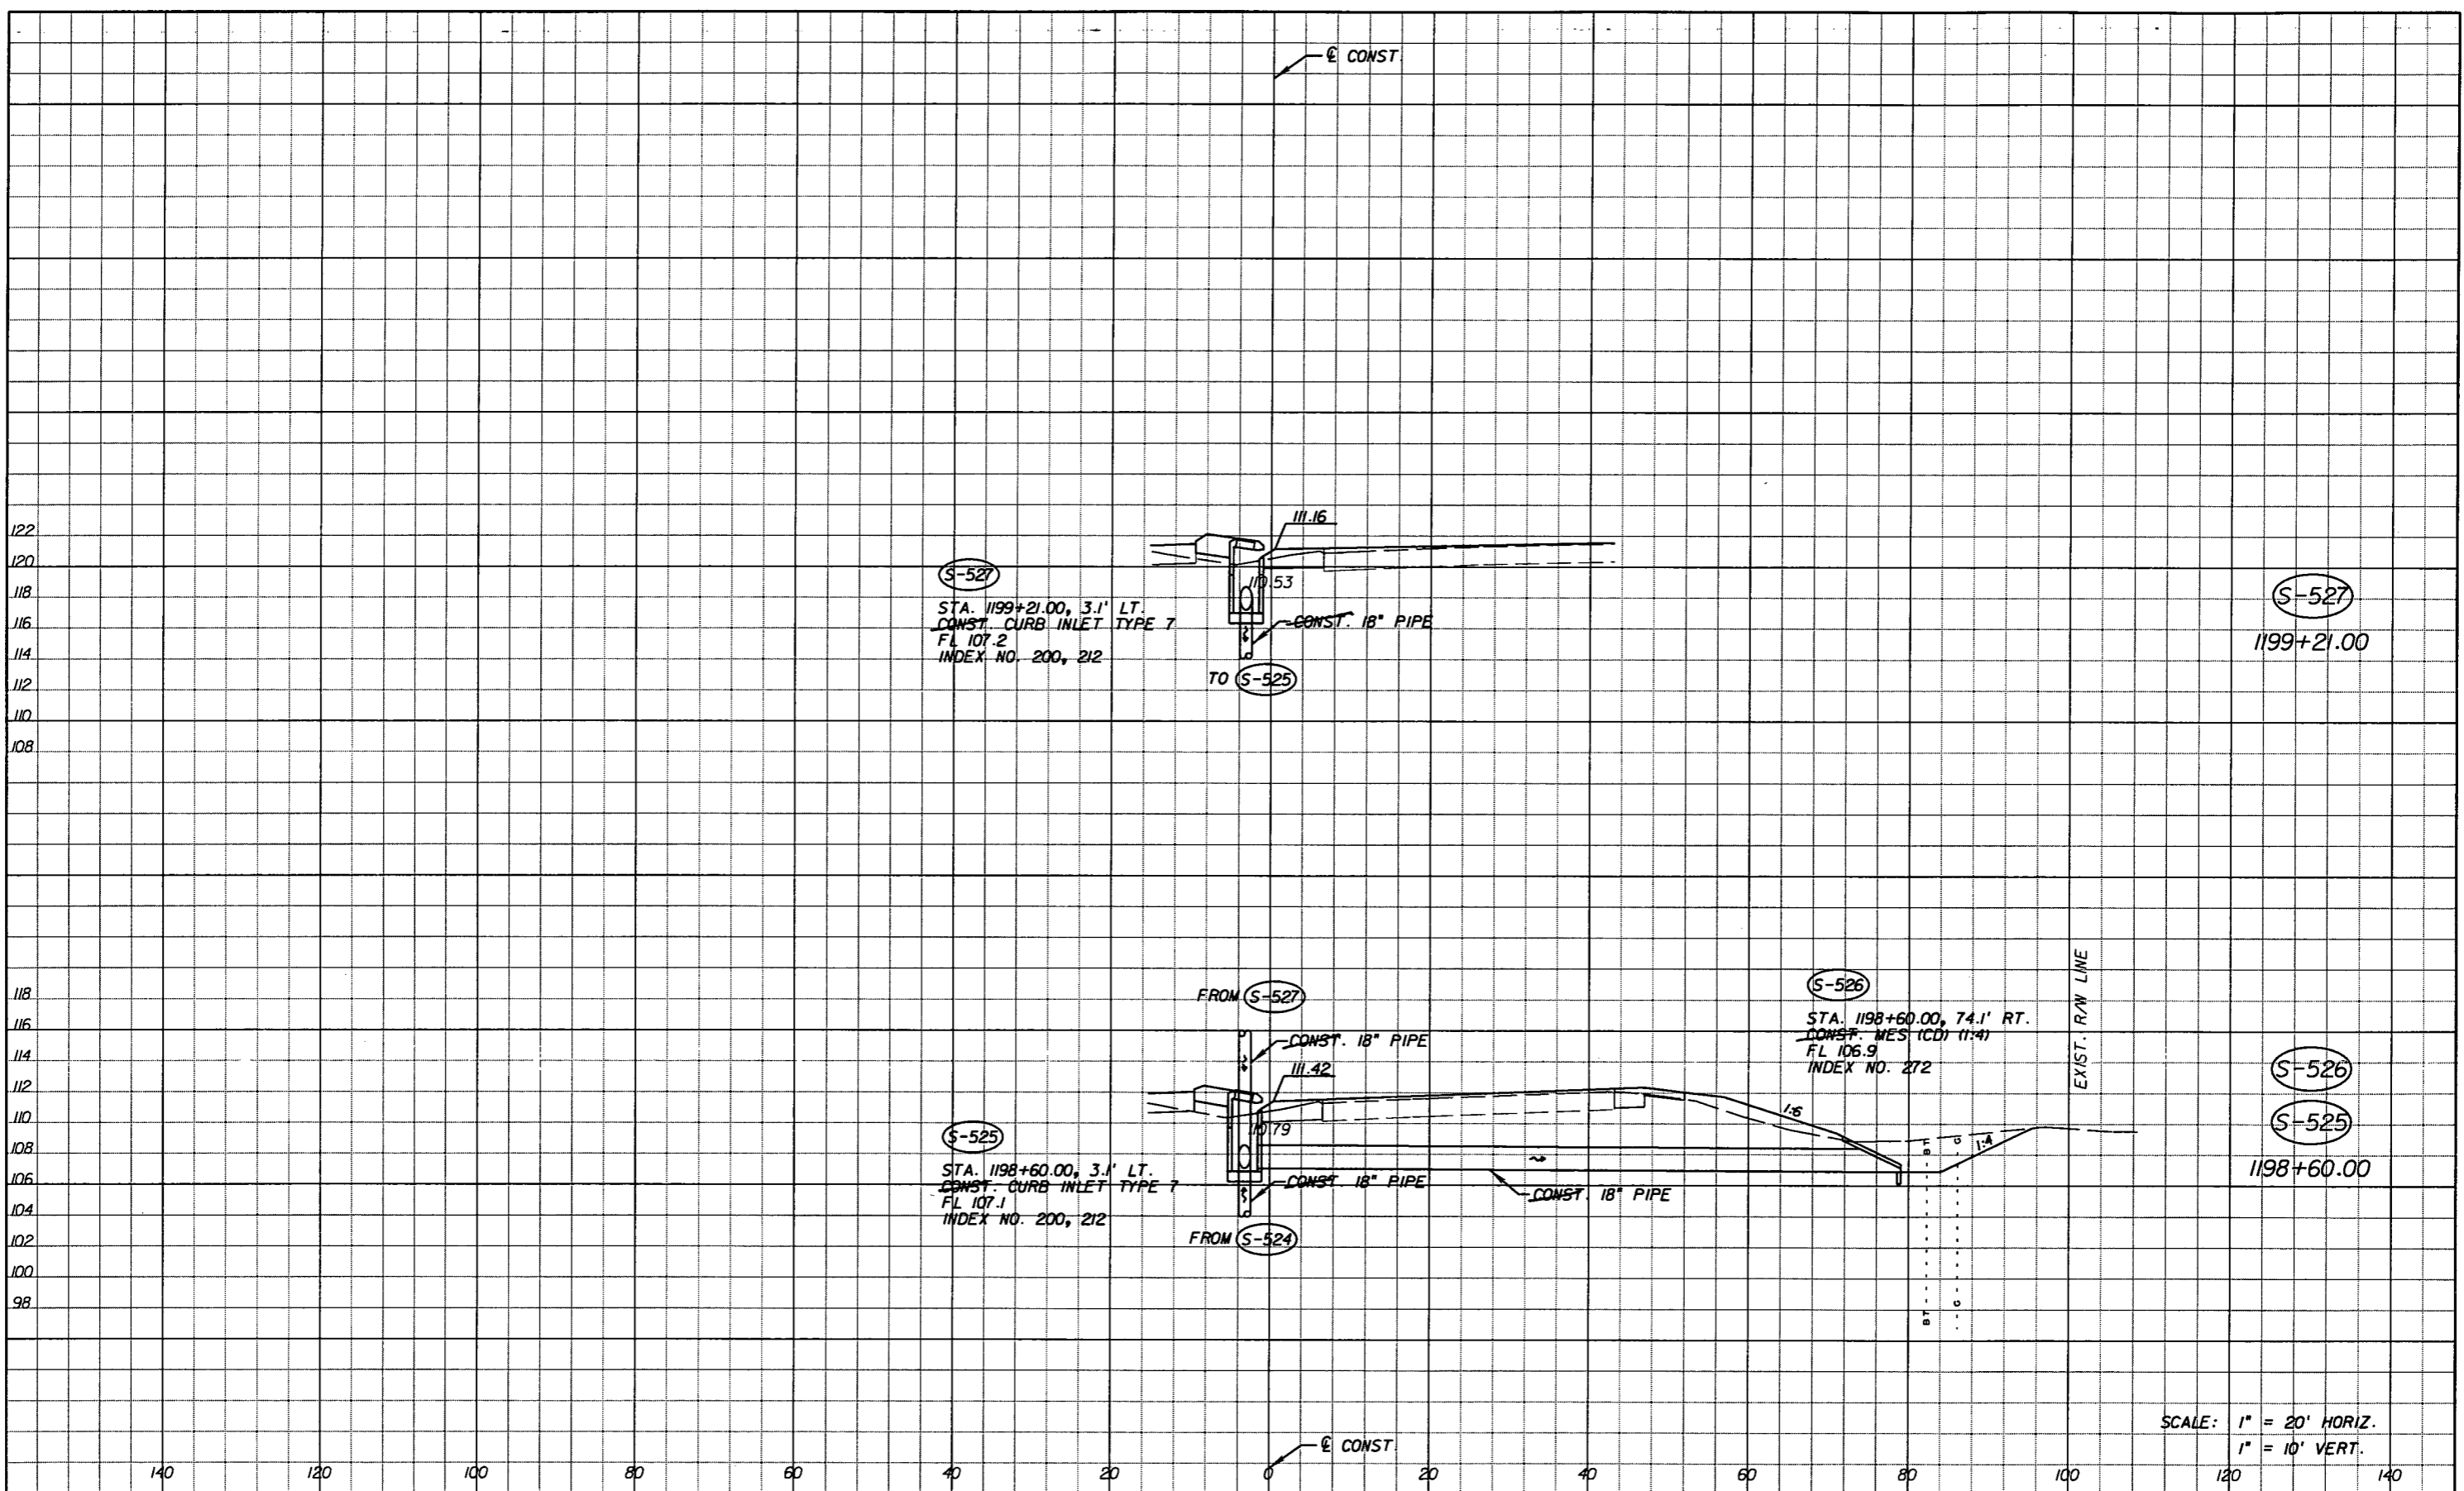 ℄ CONST.
122
120
118
116
114
112
110
108
111.16
110.53
S-527
STA. 1199+21.00, 3.1' LT.
CONST. CURB INLET TYPE 7
FL 107.2
INDEX NO. 200, 212
CONST. 18" PIPE
TO S-525
S-527
1199+21.00
118
116
114
112
110
108
106
104
102
100
98
FROM S-527
CONST. 18" PIPE
111.42
110.79
S-525
STA. 1198+60.00, 3.1' LT.
CONST. CURB INLET TYPE 7
FL 107.1
INDEX NO. 200, 212
CONST. 18" PIPE
CONST. 18" PIPE
FROM S-524
S-526
STA. 1198+60.00, 74.1' RT.
CONST. MES (CD) (1:4)
FL 106.9
INDEX NO. 272
1:6
1:4
BT
G
G
BT
EXIST. R/W LINE
S-526
S-525
1198+60.00
SCALE: 1" = 20' HORIZ.
1" = 10' VERT.
℄ CONST.
140 120 100 80 60 40 20 0 20 40 60 80 100 120 140